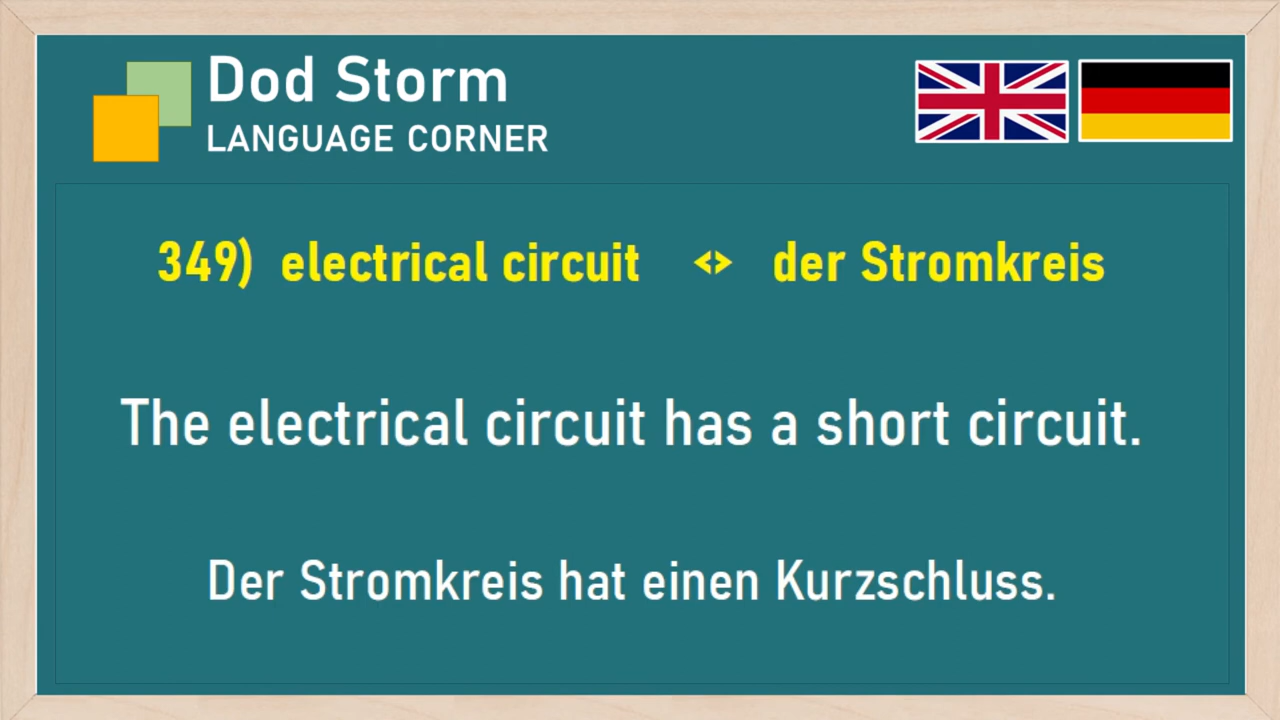 Dod Storm
LANGUAGE CORNER
349) electrical circuit <> der Stromkreis
The electrical circuit has a short circuit.
Der Stromkreis hat einen Kurzschluss.